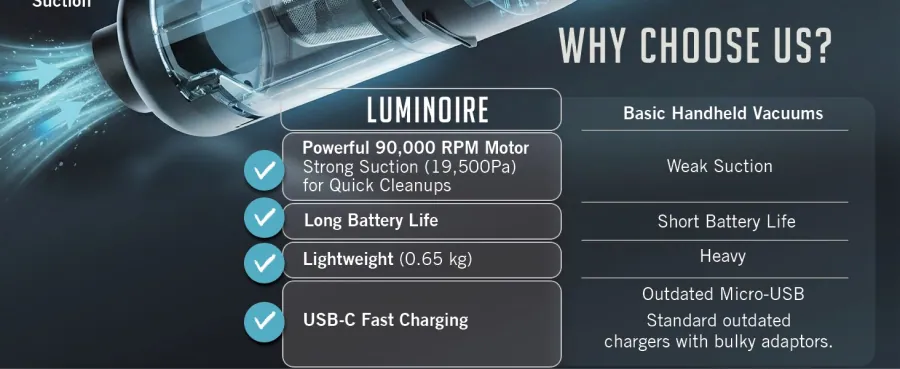 Suction
WHY CHOOSE US?
LUMINOIRE
Powerful 90,000 RPM Motor
Strong Suction (19,500Pa)
for Quick Cleanups
Long Battery Life
Lightweight (0.65 kg)
USB-C Fast Charging
Basic Handheld Vacuums
Weak Suction
Short Battery Life
Heavy
Outdated Micro-USB
Standard outdated
chargers with bulky adaptors.